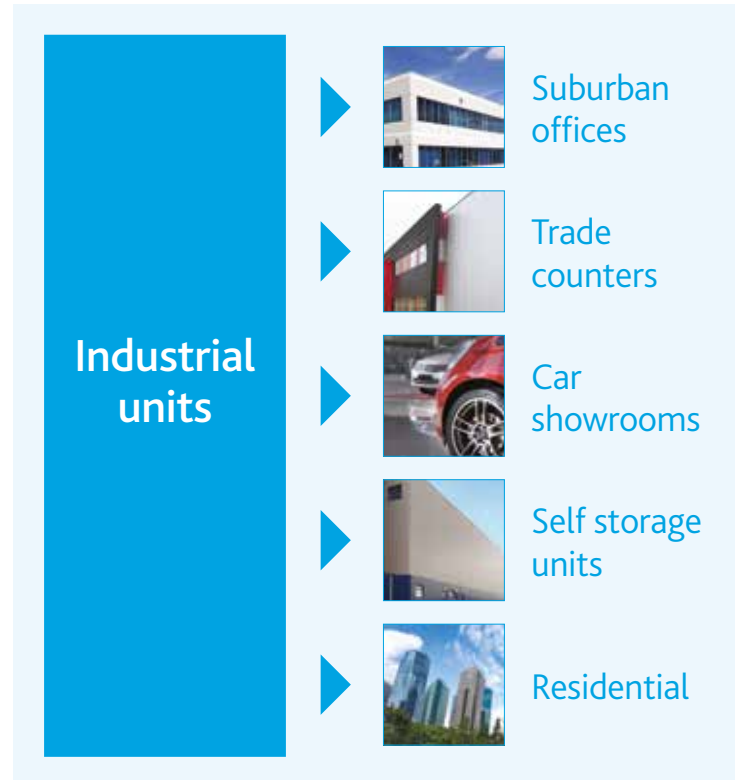 Industrial
units
Suburban
offices
Trade
counters
Car
showrooms
Self storage
units
Residential